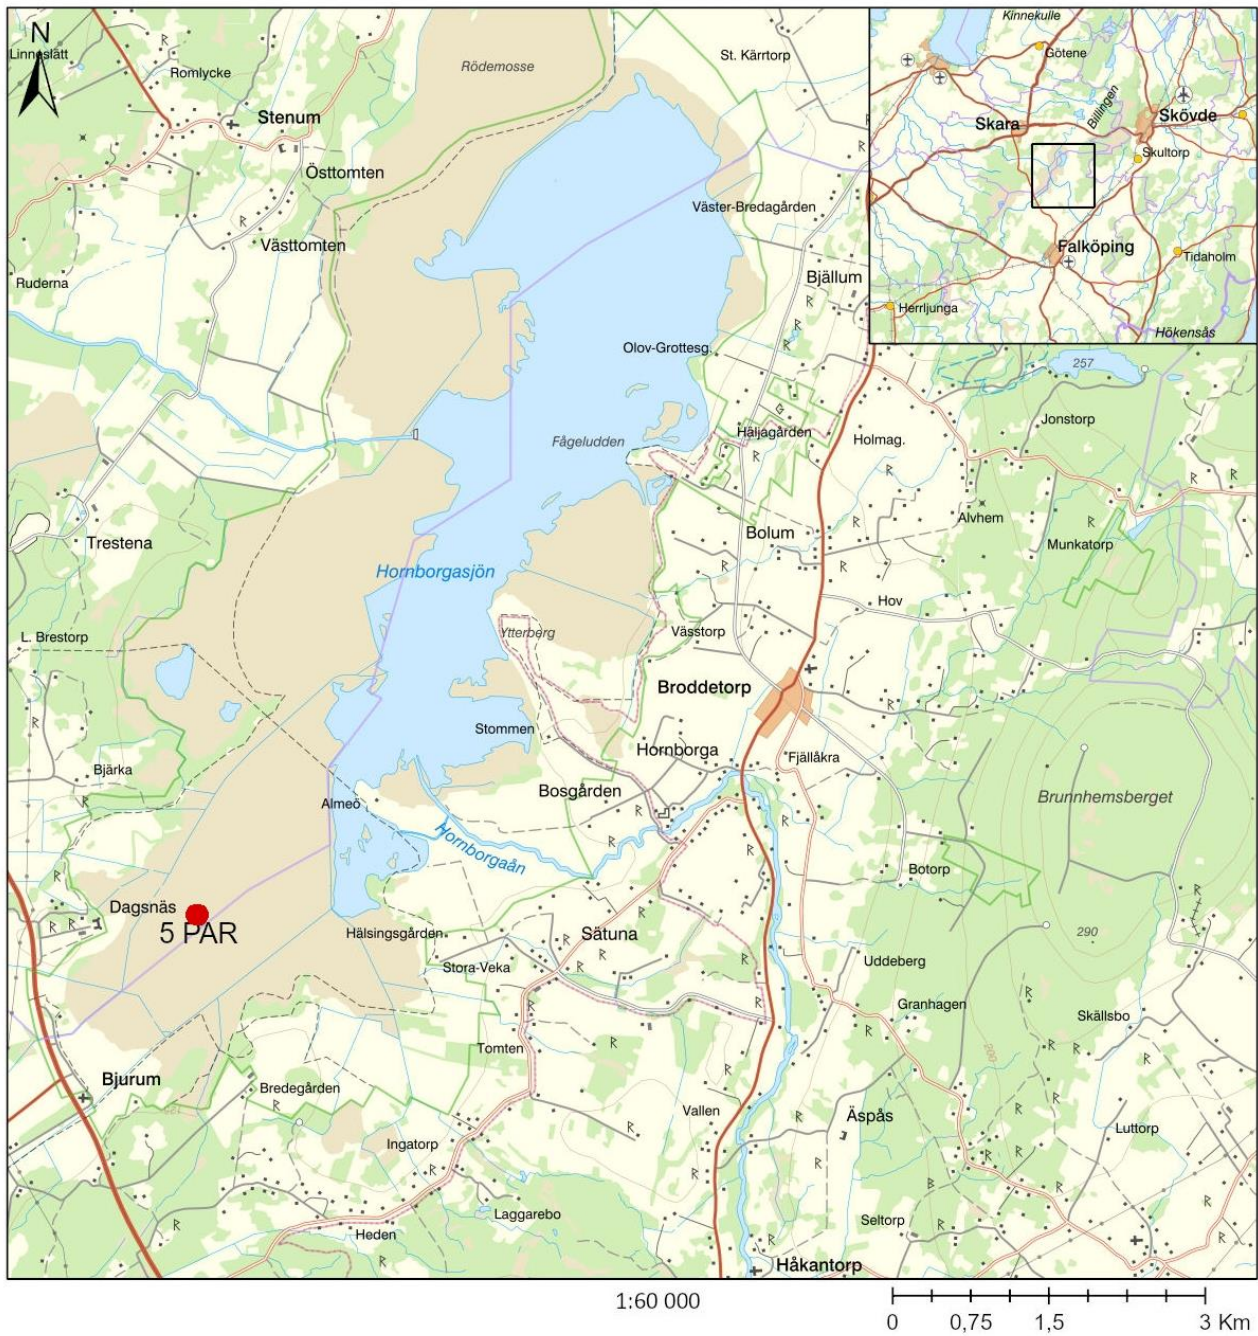 N
Linneslätt
Romlycke
Stenum
Östtomten
Västtomten
Ruderna
Rödemosse
St. Kärrtorp
Väster-Bredagården
Bjällum
Olov-Grottesg.
Fågeludden
Häljagården
Holmag.
Jonstorp
257
Alvhem
Munkatorp
Trestena
Bolum
Hornborgasjön
Hov
L. Brestorp
Ytterberg
Vässtorp
Broddetorp
Stommen
Hornborga
Fjällåkra
Bjärka
Bosgården
Almeö
Brunnhemsberget
Hornborgaån
Botorp
Dagsnäs
5 PAR
Hälsingsgården
Sätuna
290
Stora-Veka
Uddeberg
Granhagen
Skällsbo
Tomten
200
Bjurum
Bredegården
125
Vallen
Äspås
Luttorp
Ingatorp
Laggarebo
Heden
Seltorp
Håkantorp
Kinnekulle
Götene
Billingen
Skara
Skövde
Skultorp
Falköping
Tidaholm
Herrljunga
Hökensås
1:60 000
0 0,75 1,5 3 Km